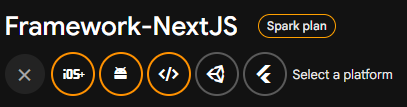 Framework-NextJS Spark plan
iOS+ </> Select a platform